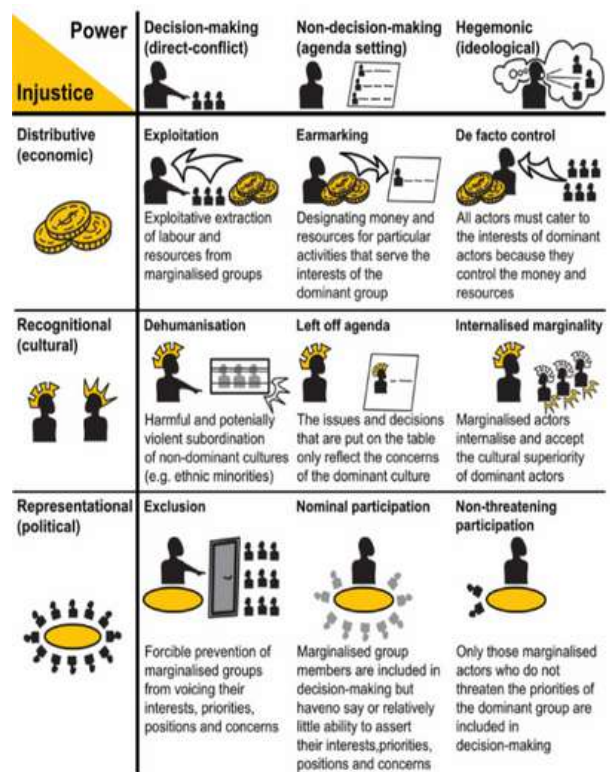 Power
Injustice
Decision-making
(direct-conflict)
Non-decision-making
(agenda setting)
Hegemonic
(ideological)
Distributive
(economic)
Exploitation
Exploitative extraction
of labour and
resources from
marginalised groups
Earmarking
Designating money and
resources for particular
activities that serve the
interests of the
dominant group
De facto control
All actors must cater to
the interests of dominant
actors because they
control the money and
resources
Recognitional
(cultural)
Dehumanisation
Harmful and potenially
violent subordination
of non-dominant cultures
(e.g. ethnic minorities)
Left off agenda
The issues and decisions
that are put on the table
only reflect the concerns
of the dominant culture
Internalised marginality
Marginalised actors
internalise and accept
the cultural superiority
of dominant actors
Representational
(political)
Exclusion
Forcible prevention of
marginalised groups
from voicing their
interests, priorities,
positions and concerns
Nominal participation
Marginalised group
members are included in
decision-making but
haveno say or relatively
little ability to assert
their interests,priorities,
positions and concerns
Non-threatening
participation
Only those marginalised
actors who do not
threaten the priorities of
the dominant group are
included in
decision-making